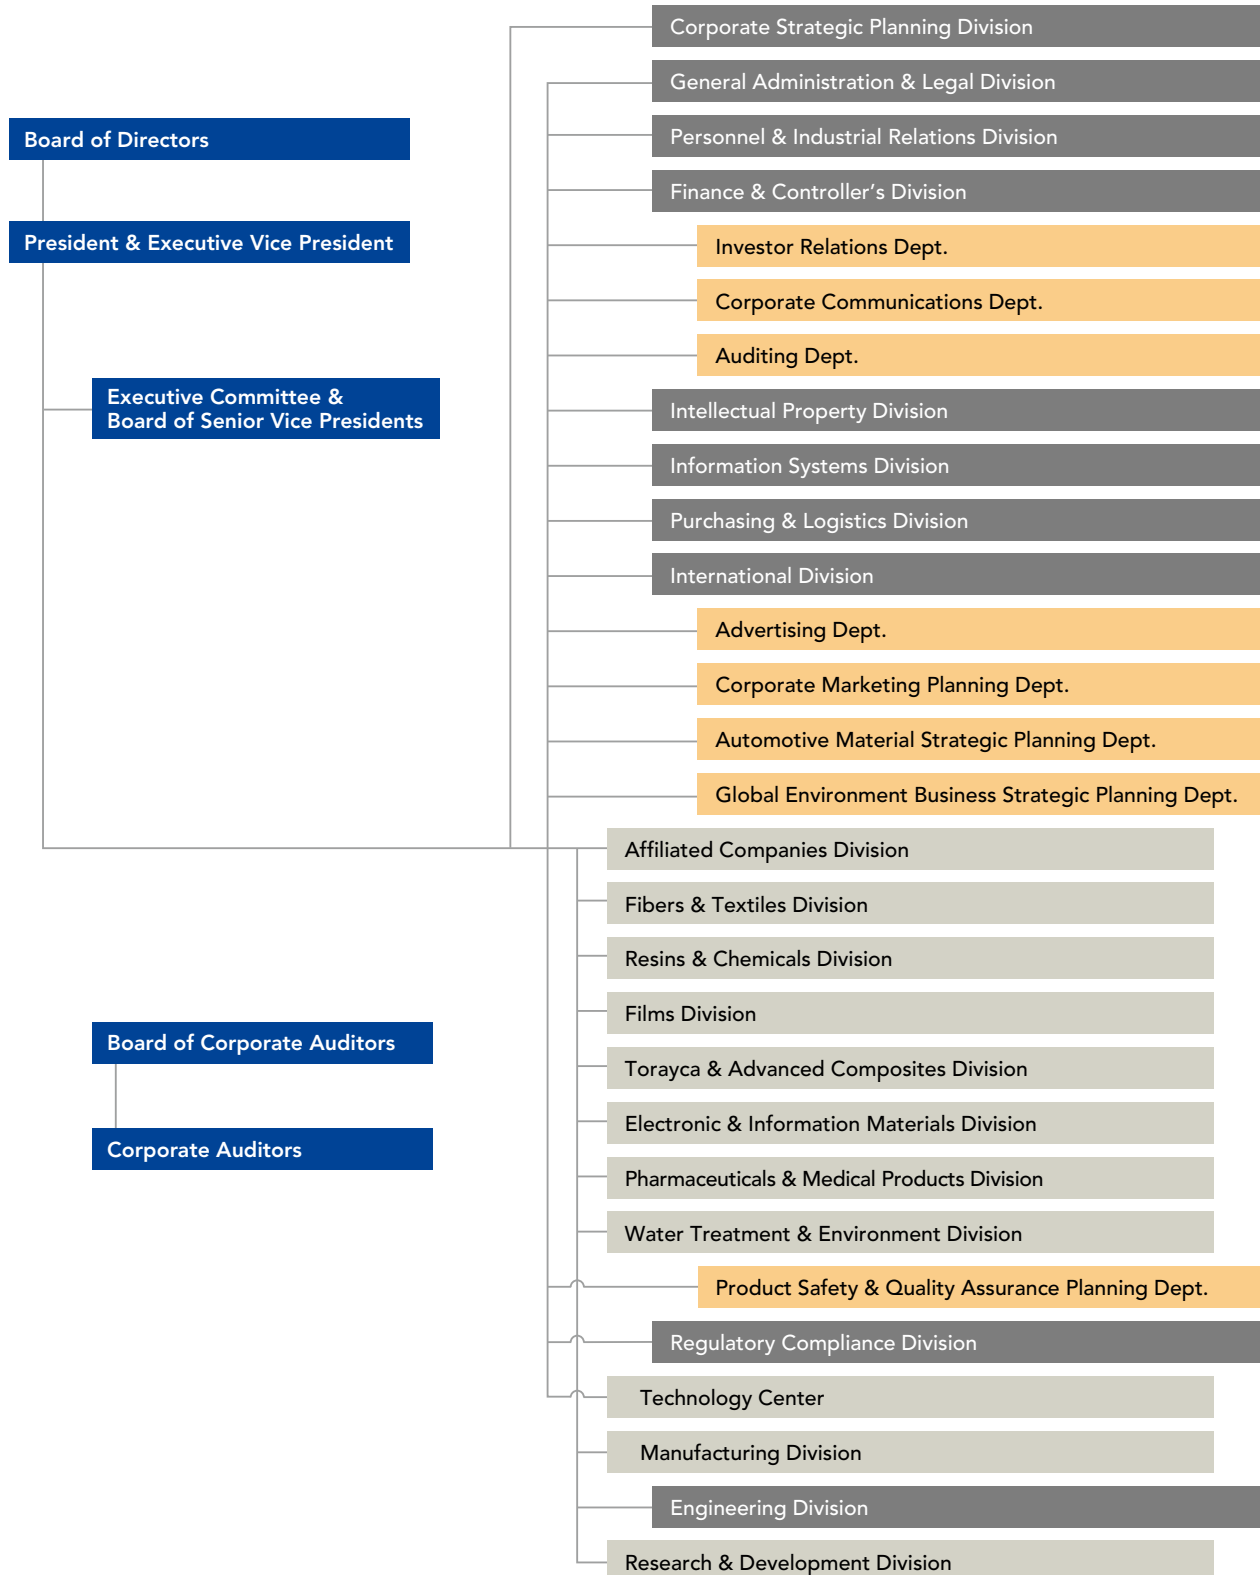 Board of Directors
President & Executive Vice President
Executive Committee &
Board of Senior Vice Presidents
Board of Corporate Auditors
Corporate Auditors
Corporate Strategic Planning Division
General Administration & Legal Division
Personnel & Industrial Relations Division
Finance & Controller’s Division
Investor Relations Dept.
Corporate Communications Dept.
Auditing Dept.
Intellectual Property Division
Information Systems Division
Purchasing & Logistics Division
International Division
Advertising Dept.
Corporate Marketing Planning Dept.
Automotive Material Strategic Planning Dept.
Global Environment Business Strategic Planning Dept.
Affiliated Companies Division
Fibers & Textiles Division
Resins & Chemicals Division
Films Division
Torayca & Advanced Composites Division
Electronic & Information Materials Division
Pharmaceuticals & Medical Products Division
Water Treatment & Environment Division
Product Safety & Quality Assurance Planning Dept.
Regulatory Compliance Division
Technology Center
Manufacturing Division
Engineering Division
Research & Development Division